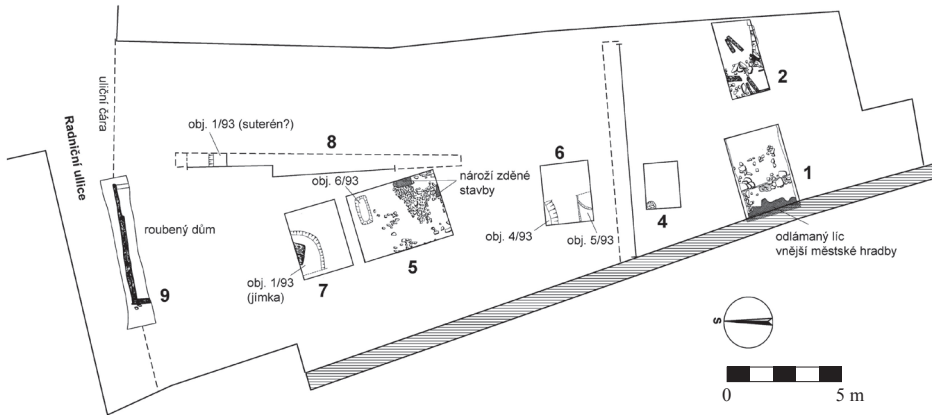 uliční čára
Radniční ulllice
obj. 1/93 (suterén?)
8
2
1
6
nároží zděné
stavby
obj. 6/93
roubený dům
4
obj. 4/93
obj. 5/93
odlámaný líc
vnější městské hradby
5
obj. 1/93
(jímka)
7
9
S
0
5 m